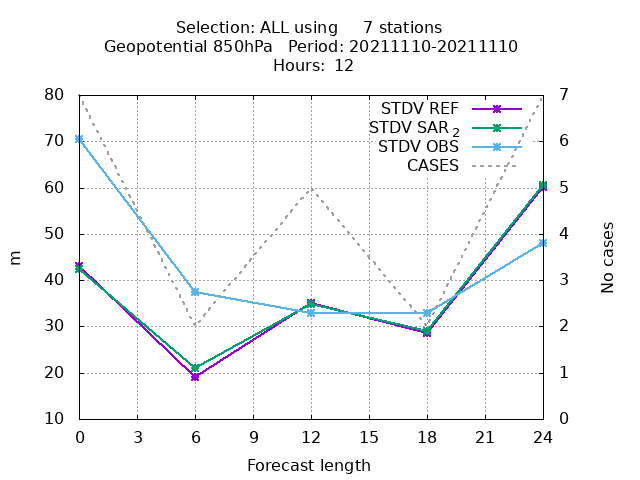 Selection: ALL using     7 stations
Geopotential 850hPa   Period: 20211110-20211110
Hours: 12
STDV REF
STDV SAR 2
STDV OBS
CASES
80
70
60
50
40
30
20
10
m
7
6
5
4
3
2
1
0
No cases
0 3 6 9 12 15 18 21 24
Forecast length